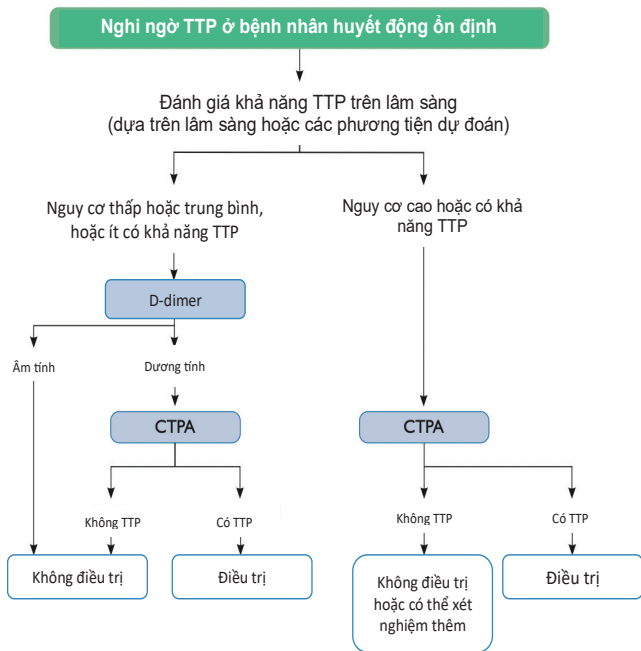 Nghi ngờ TTP ở bệnh nhân huyết động ổn định
Đánh giá khả năng TTP trên lâm sàng
(dựa trên lâm sàng hoặc các phương tiện dự đoán)
Nguy cơ thấp hoặc trung bình,
hoặc ít có khả năng TTP
Nguy cơ cao hoặc có khả
năng TTP
D-dimer
Âm tính
Dương tính
CTPA
CTPA
Không TTP
Có TTP
Không TTP
Có TTP
Không điều trị
Điều trị
Không điều trị
hoặc có thể xét
nghiệm thêm
Điều trị